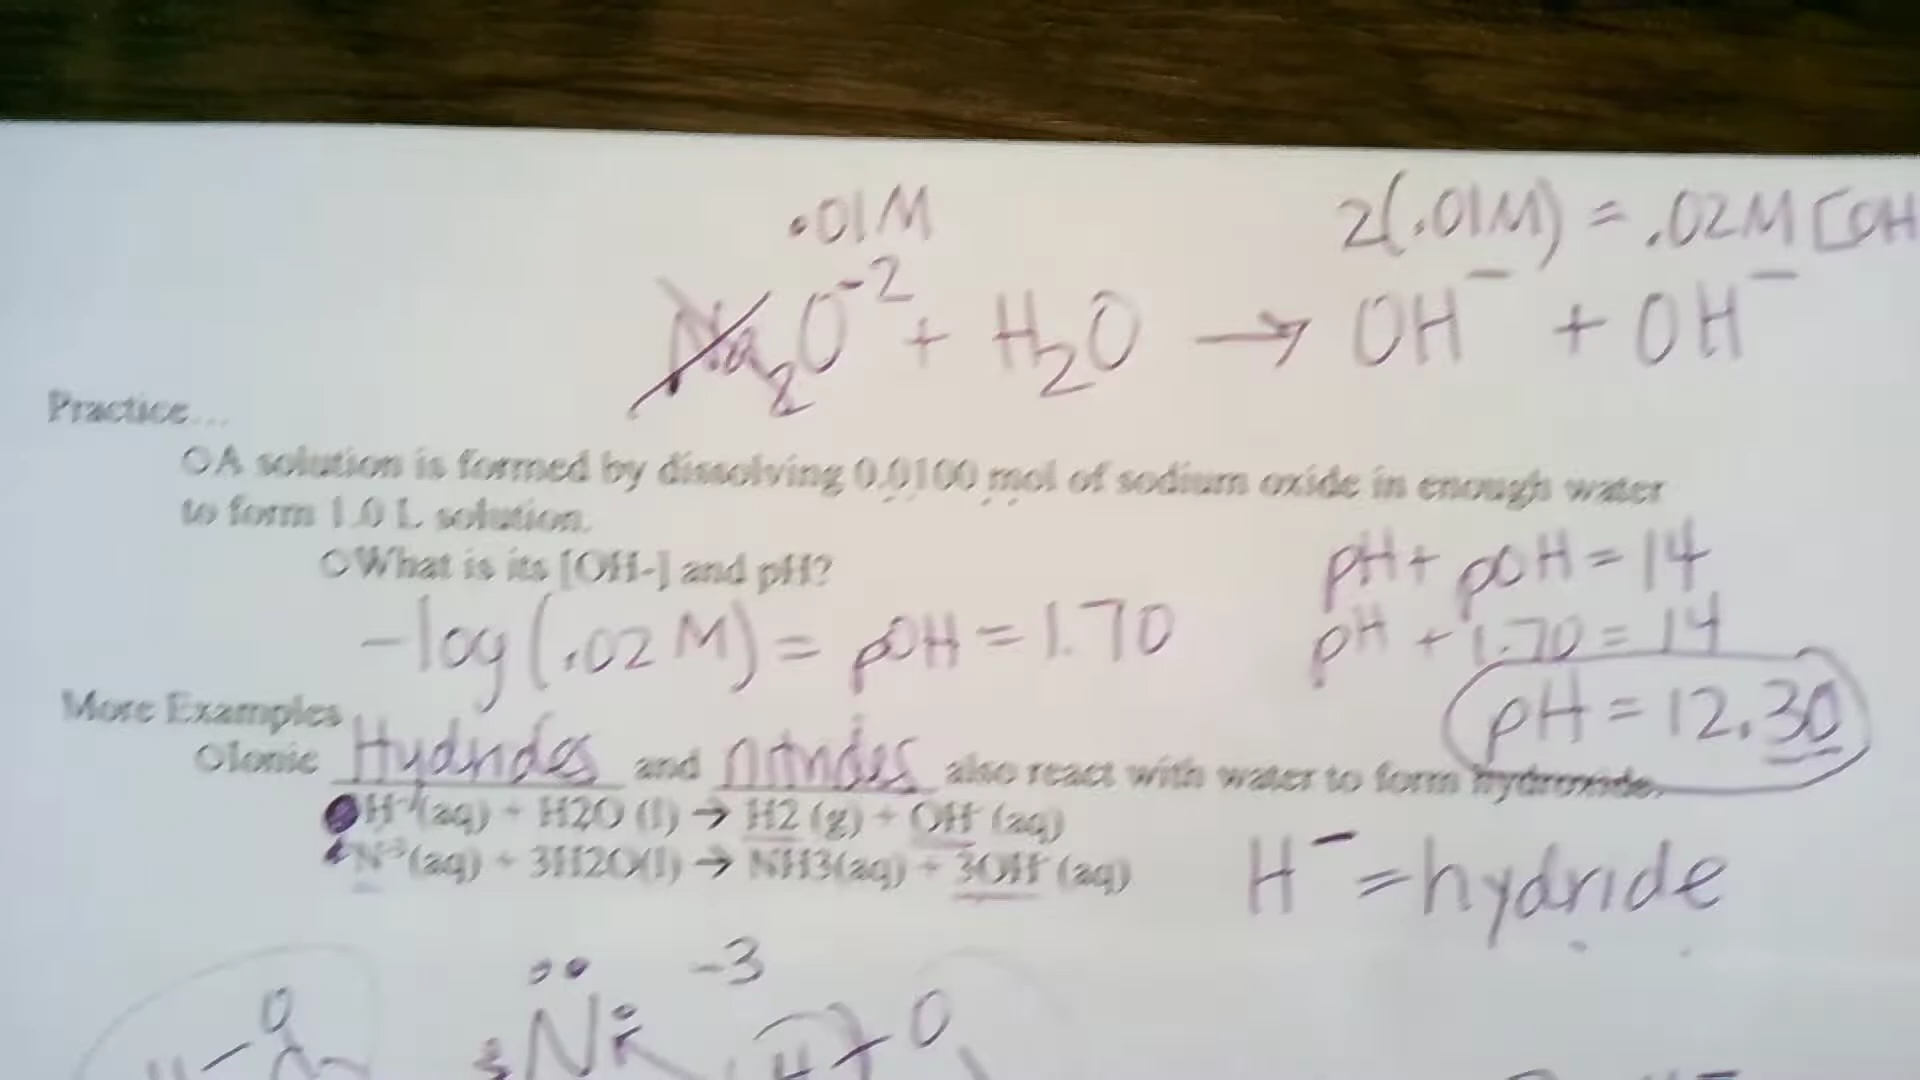 .01M 2(.01M) = .02M [OH
Na2O-2 + H2O → OH- + OH-
Practice...
A solution is formed by dissolving 0.0100 mol of sodium oxide in enough water
to form 1.0 L solution.
What is its [OH-] and pH?
pH + pOH = 14
-log(.02 M) = pOH = 1.70
pH + 1.70 = 14
pH = 12.30
More Examples
Ionic Hydrides and nitrides also react with water to form hydroxide.
H-(aq) + H2O (l) → H2 (g) + OH- (aq)
N-3(aq) + 3H2O(l) → NH3(aq) + 3OH- (aq)
H- = hydride
-3
O N H O